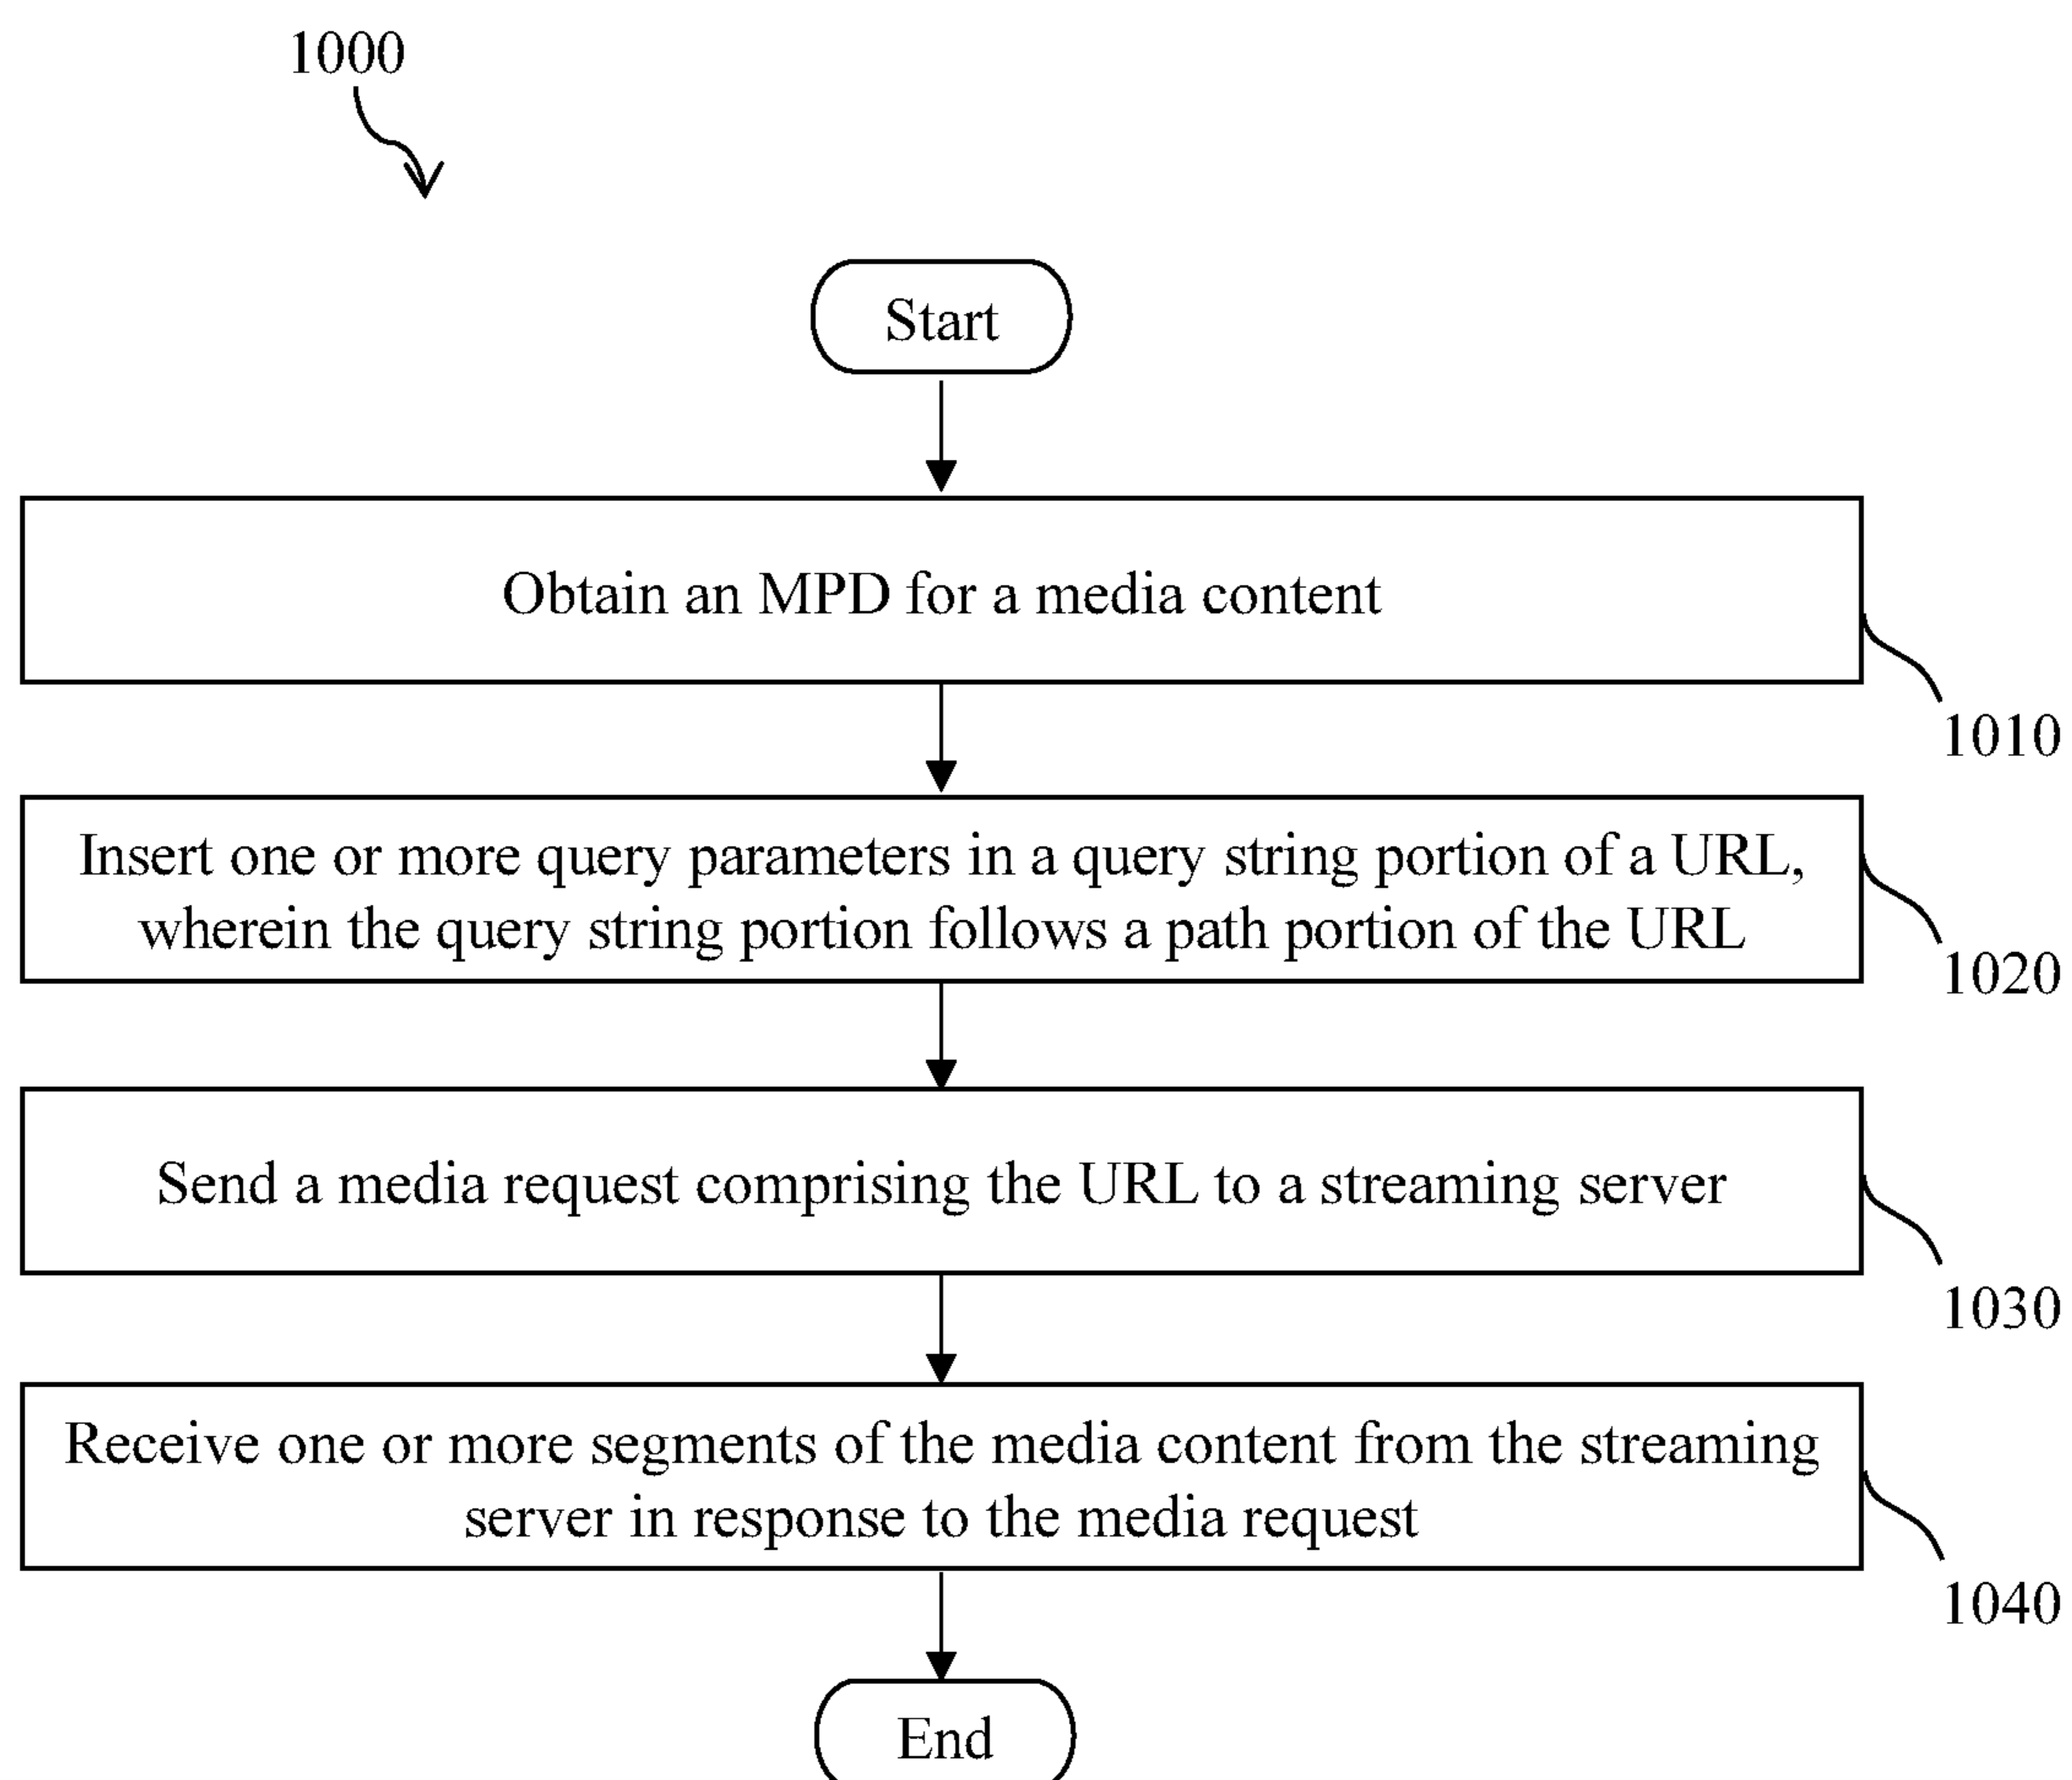 1000
Start
Obtain an MPD for a media content
1010
Insert one or more query parameters in a query string portion of a URL,
wherein the query string portion follows a path portion of the URL
1020
Send a media request comprising the URL to a streaming server
1030
Receive one or more segments of the media content from the streaming
server in response to the media request
1040
End